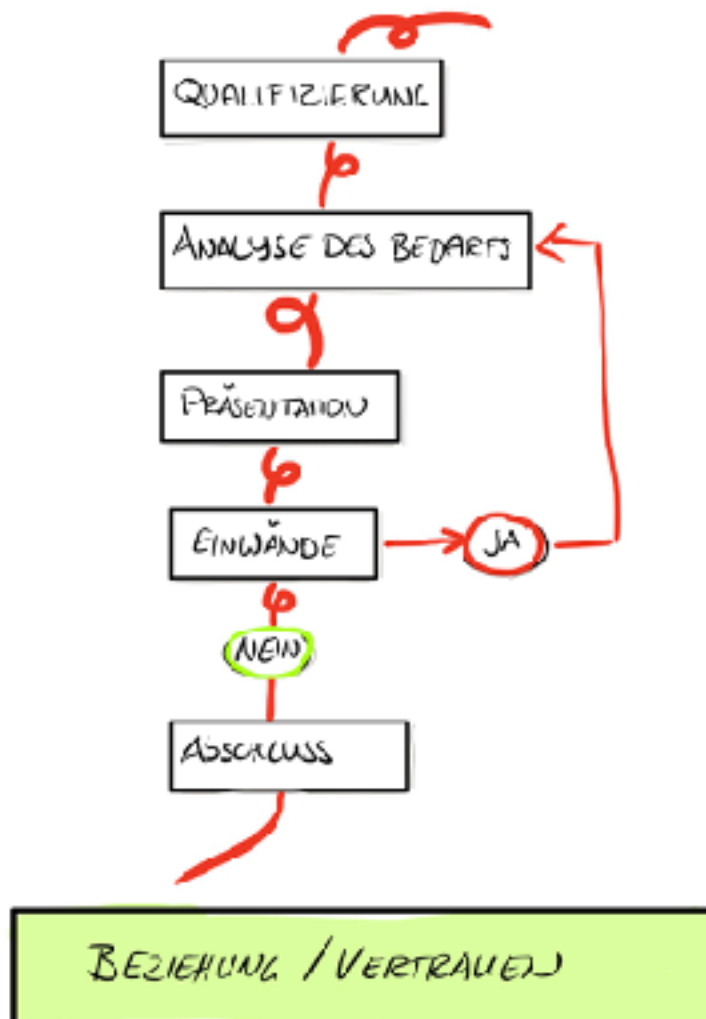 QUALIFIZIERUNG
ANALYSE DES BEDARFS
PRÄSENTATION
EINWÄNDE
JA
NEIN
ABSCHLUSS
BEZIEHUNG / VERTRAUEN